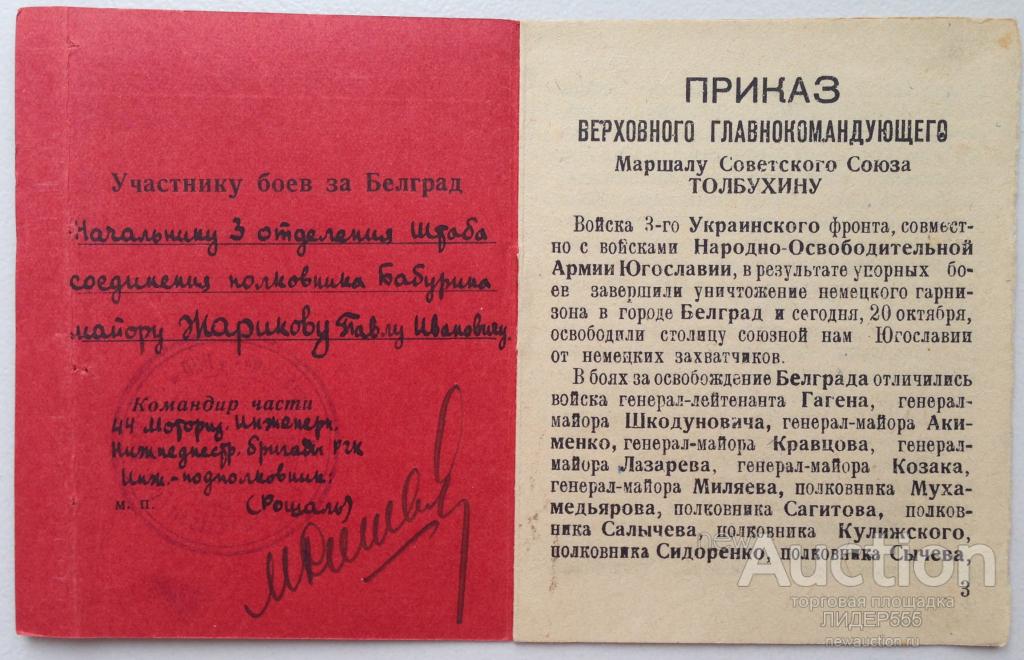 Участнику боев за Белград
Начальнику 3 отделения Штаба
соединения полковника Бабурина
майору Жарикову Павлу Ивановичу.
Командир части
44 Моторiz. Инженерн.
Нижнеднестр. бригады РГК
Инж.-подполковник:
м. п. (Рошаль)
ПРИКАЗ
ВЕРХОВНОГО ГЛАВНОКОМАНДУЮЩЕГО
Маршалу Советского Союза
ТОЛБУХИНУ
Войска 3-го Украинского фронта, совмест-
но с войсками Народно-Освободительной
Армии Югославии, в результате упорных бо-
ев завершили уничтожение немецкого гарни-
зона в городе Белград и сегодня, 20 октября,
освободили столицу союзной нам Югославии
от немецких захватчиков.
В боях за освобождение Белграда отличились
войска генерал-лейтенанта Гагена, генерал-
майора Шкодуновича, генерал-майора Аки-
менко, генерал-майора Кравцова, генерал-
майора Лазарева, генерал-майора Козака,
генерал-майора Миляева, полковника Муха-
медьярова, полковника Сагитова, полков-
ника Салычева, полковника Кулижского,
полковника Сидоренко, полковника Сычева,
3
newAuction
торговая площадка
ЛИДЕР555
newauction.ru